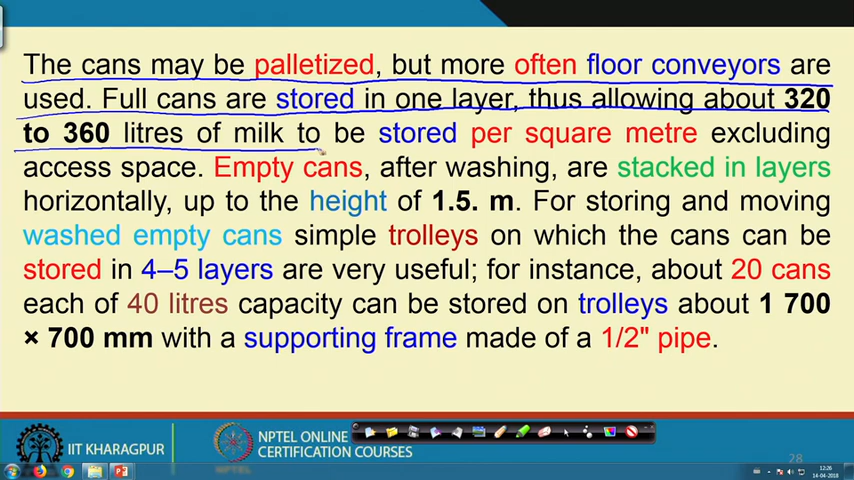 The cans may be palletized, but more often floor conveyors are
used. Full cans are stored in one layer, thus allowing about 320
to 360 litres of milk to be stored per square metre excluding
access space. Empty cans, after washing, are stacked in layers
horizontally, up to the height of 1.5. m. For storing and moving
washed empty cans simple trolleys on which the cans can be
stored in 4–5 layers are very useful; for instance, about 20 cans
each of 40 litres capacity can be stored on trolleys about 1 700
× 700 mm with a supporting frame made of a 1/2" pipe.
IIT KHARAGPUR
NPTEL ONLINE
CERTIFICATION COURSES
NPTEL
28
12:26
14-04-2018